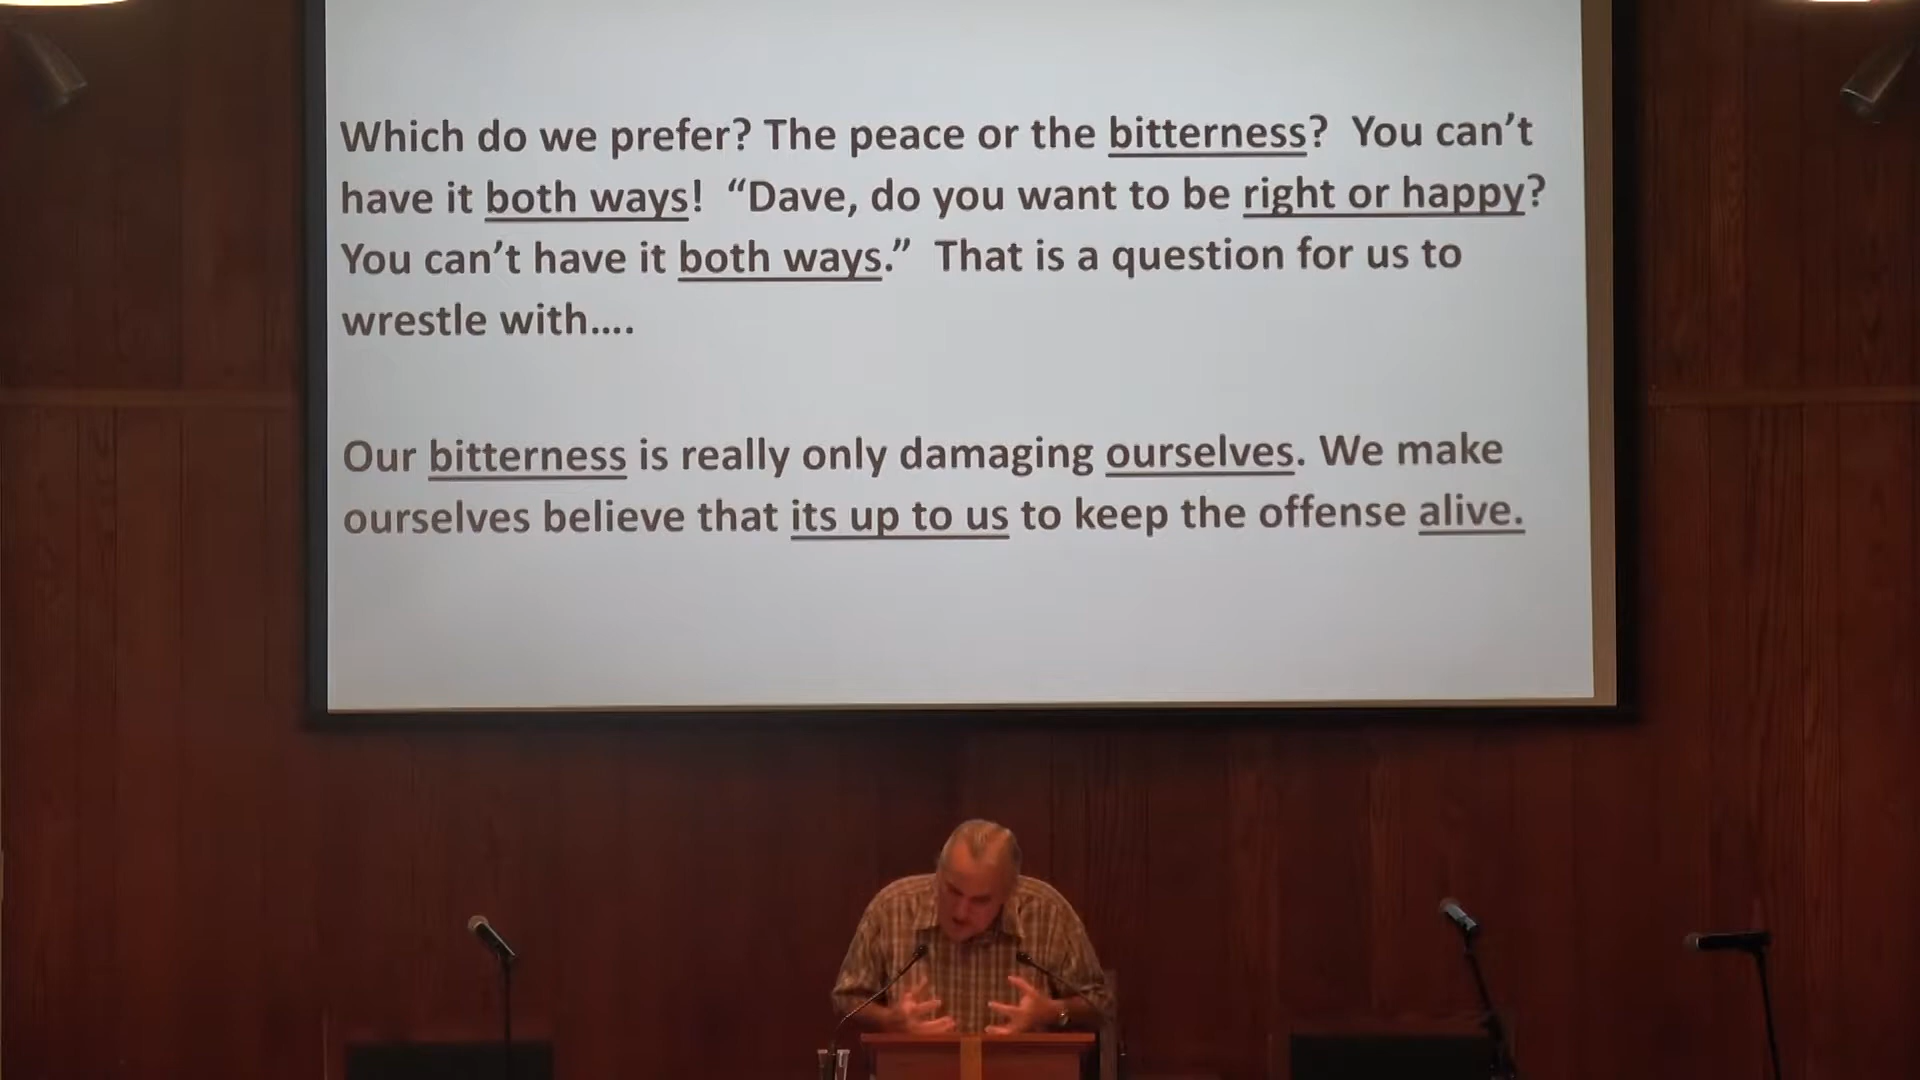 Which do we prefer? The peace or the bitterness?  You can’t
have it both ways!  “Dave, do you want to be right or happy?
You can’t have it both ways.”  That is a question for us to
wrestle with….
Our bitterness is really only damaging ourselves. We make
ourselves believe that its up to us to keep the offense alive.